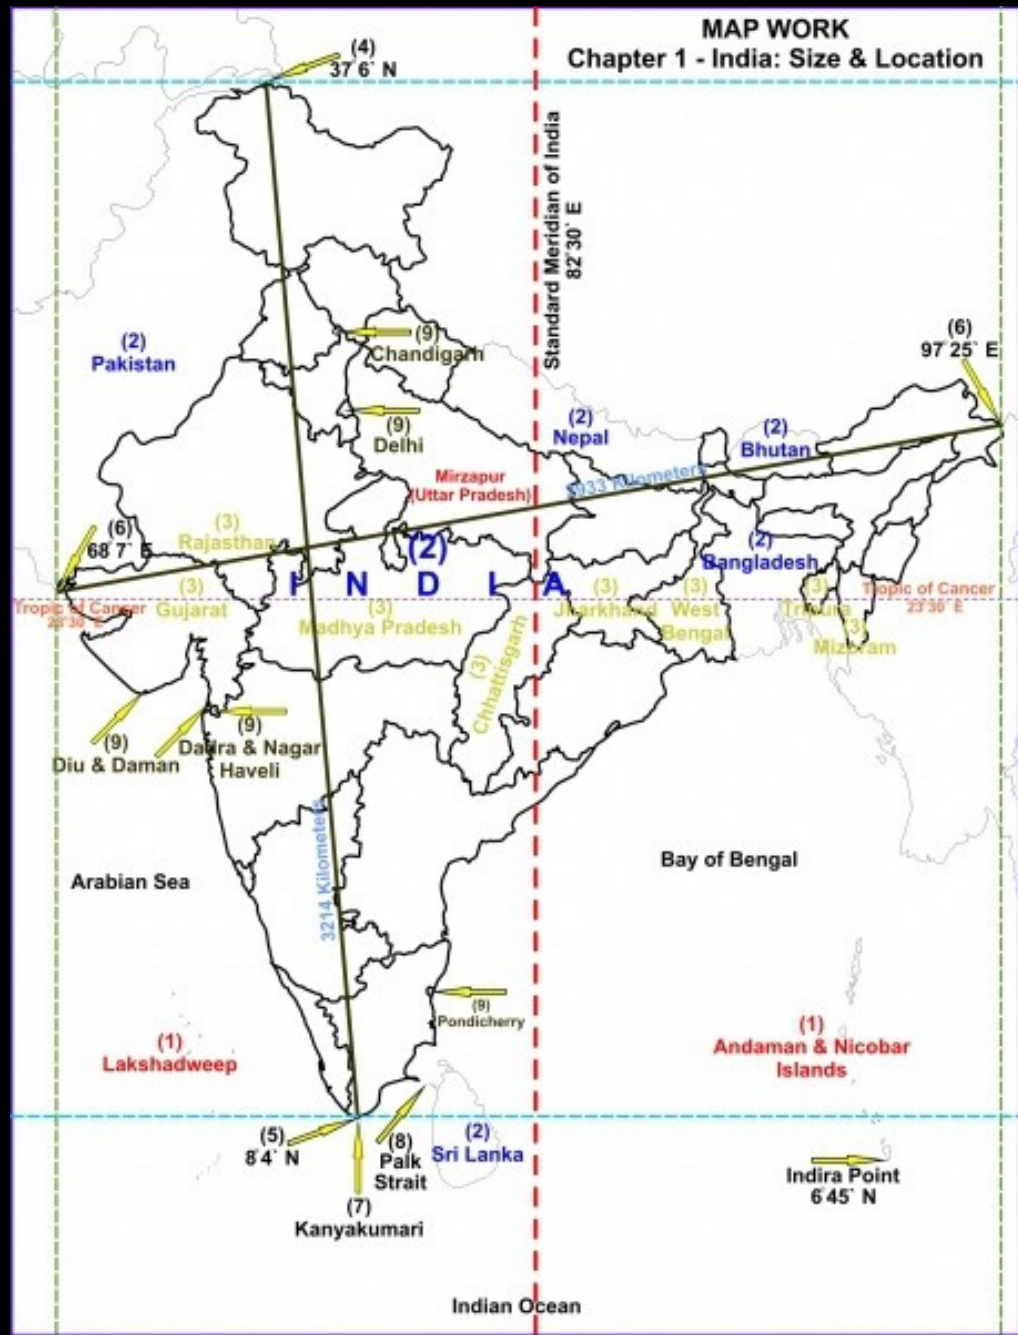 MAP WORK
Chapter 1 - India: Size & Location
(4)
37°6` N
Standard Meridian of India
82°30` E
(2)
Pakistan
(9)
Chandigarh
(6)
97°25` E
(9)
Delhi
(2)
Nepal
(2)
Bhutan
Mirzapur
(Uttar Pradesh)
2933 Kilometers
(6)
68°7` E
(3)
Rajasthan
(2)
I N D I A
(2)
Bangladesh
Tropic of Cancer
23°30` E
(3)
Gujarat
(3)
Madhya Pradesh
(3)
Chhattisgarh
(3)
Jharkhand
(3)
West
Bengal
(3)
Tripura
(3)
Mizoram
Tropic of Cancer
23°30` E
(9)
Diu & Daman
(9)
Dadra & Nagar
Haveli
3214 Kilometers
Arabian Sea
Bay of Bengal
(9)
Pondicherry
(1)
Lakshadweep
(1)
Andaman & Nicobar
Islands
(5)
8°4` N
(8)
Palk
Strait
(2)
Sri Lanka
(7)
Kanyakumari
Indira Point
6°45` N
Indian Ocean